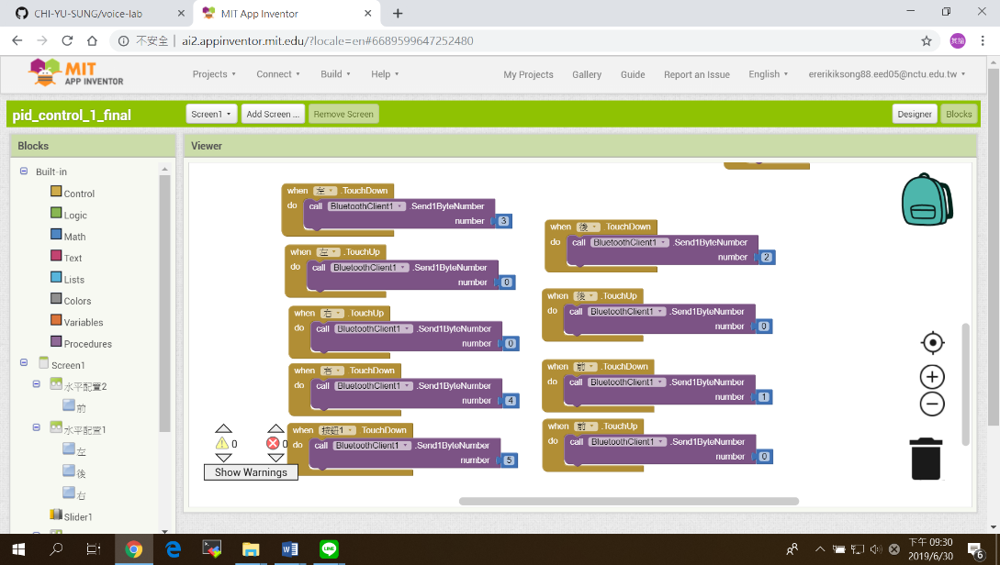 CHI-YU-SUNG/voice-lab
MIT App Inventor
不安全 | ai2.appinventor.mit.edu/?locale=en#6689599647252480
其諭
MIT
APP INVENTOR
Projects Connect Build Help My Projects Gallery Guide Report an Issue English ererikiksong88.eed05@nctu.edu.tw
pid_control_1_final
Screen1 Add Screen ... Remove Screen Designer Blocks
Blocks
Viewer
Built-in
Control
Logic
Math
Text
Lists
Colors
Variables
Procedures
Screen1
水平配置2
前
水平配置1
左
後
右
Slider1
when 左 .TouchDown
do call BluetoothClient1 .Send1ByteNumber
number 3
when 左 .TouchUp
do call BluetoothClient1 .Send1ByteNumber
number 0
when 右 .TouchUp
do call BluetoothClient1 .Send1ByteNumber
number 0
when 右 .TouchDown
do call BluetoothClient1 .Send1ByteNumber
number 4
when 按鈕1 .TouchDown
do call BluetoothClient1 .Send1ByteNumber
number 5
when 後 .TouchDown
do call BluetoothClient1 .Send1ByteNumber
number 2
when 後 .TouchUp
do call BluetoothClient1 .Send1ByteNumber
number 0
when 前 .TouchDown
do call BluetoothClient1 .Send1ByteNumber
number 1
when 前 .TouchUp
do call BluetoothClient1 .Send1ByteNumber
number 0
0 0
Show Warnings
LINE
下午 09:30
2019/6/30
6